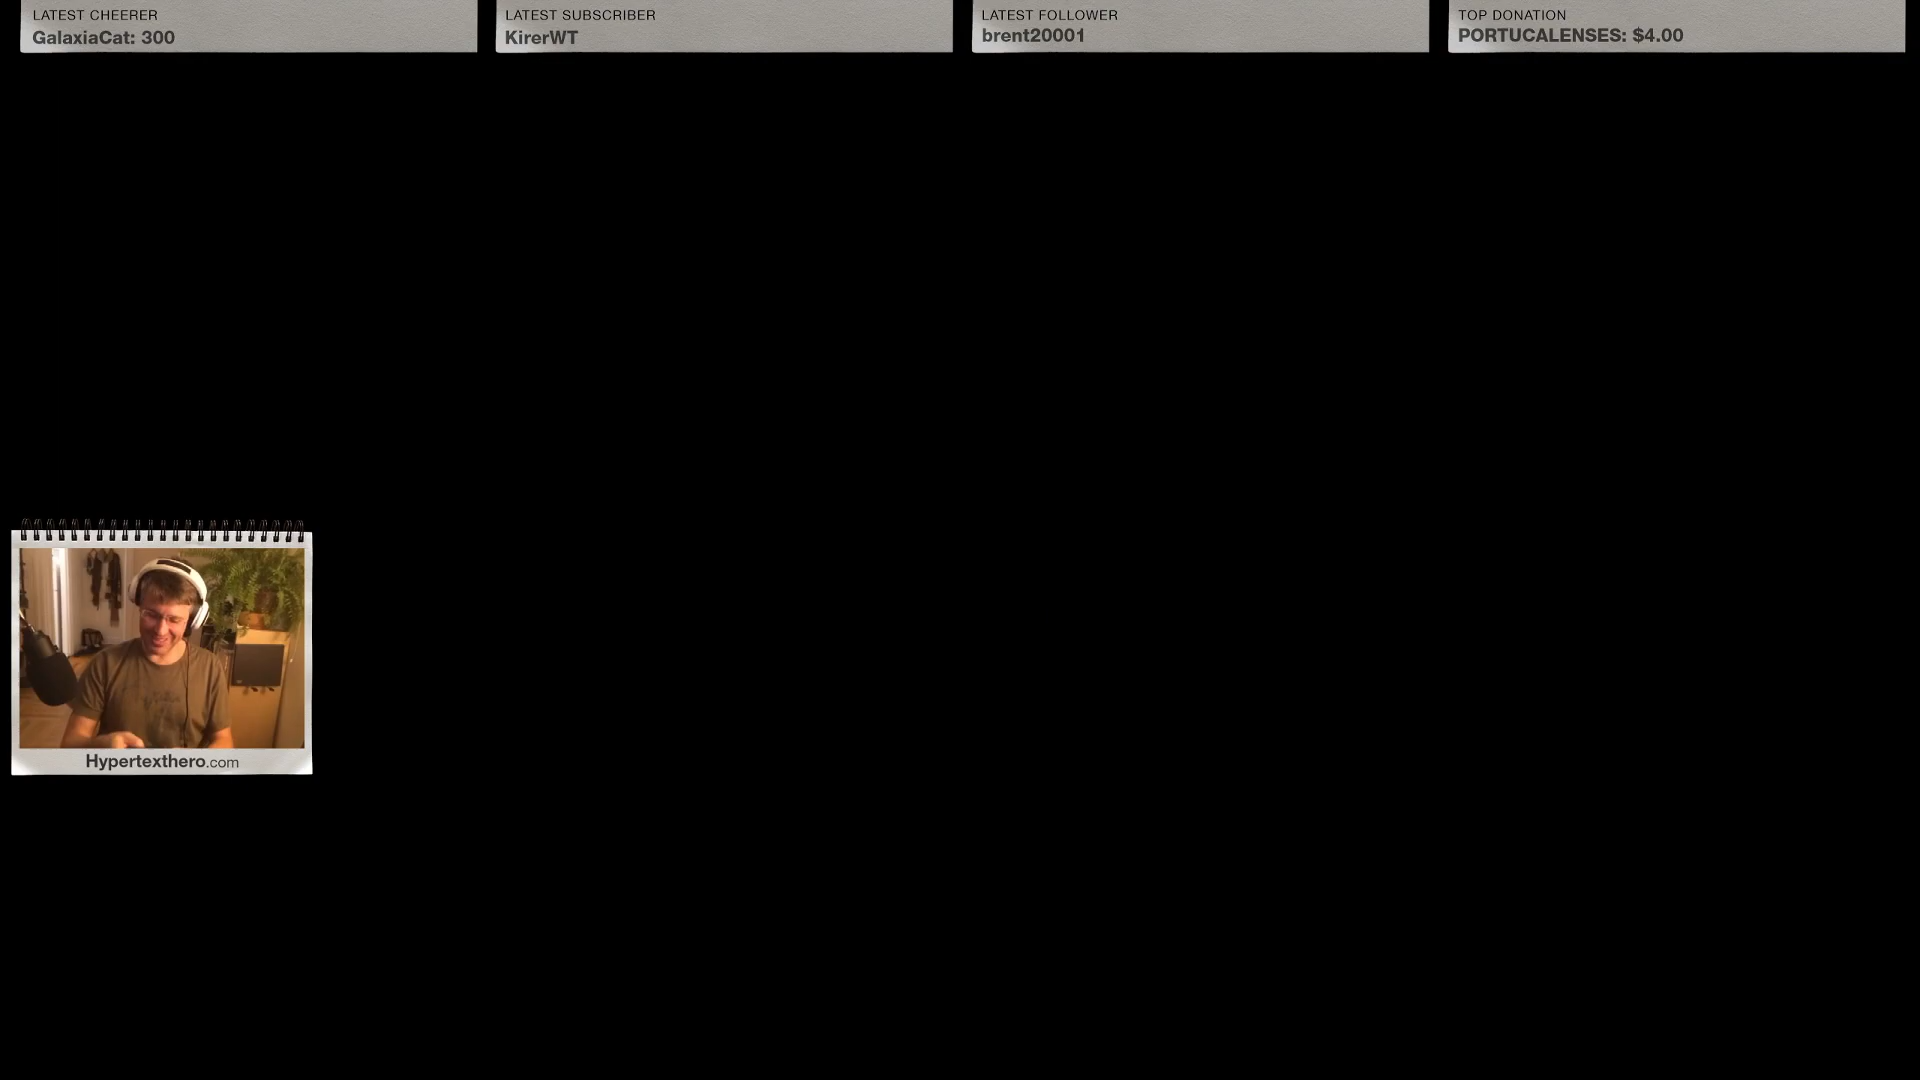 LATEST CHEERER
GalaxiaCat: 300
LATEST SUBSCRIBER
KirerWT
LATEST FOLLOWER
brent20001
TOP DONATION
PORTUCALENSES: $4.00
Hypertexthero.com